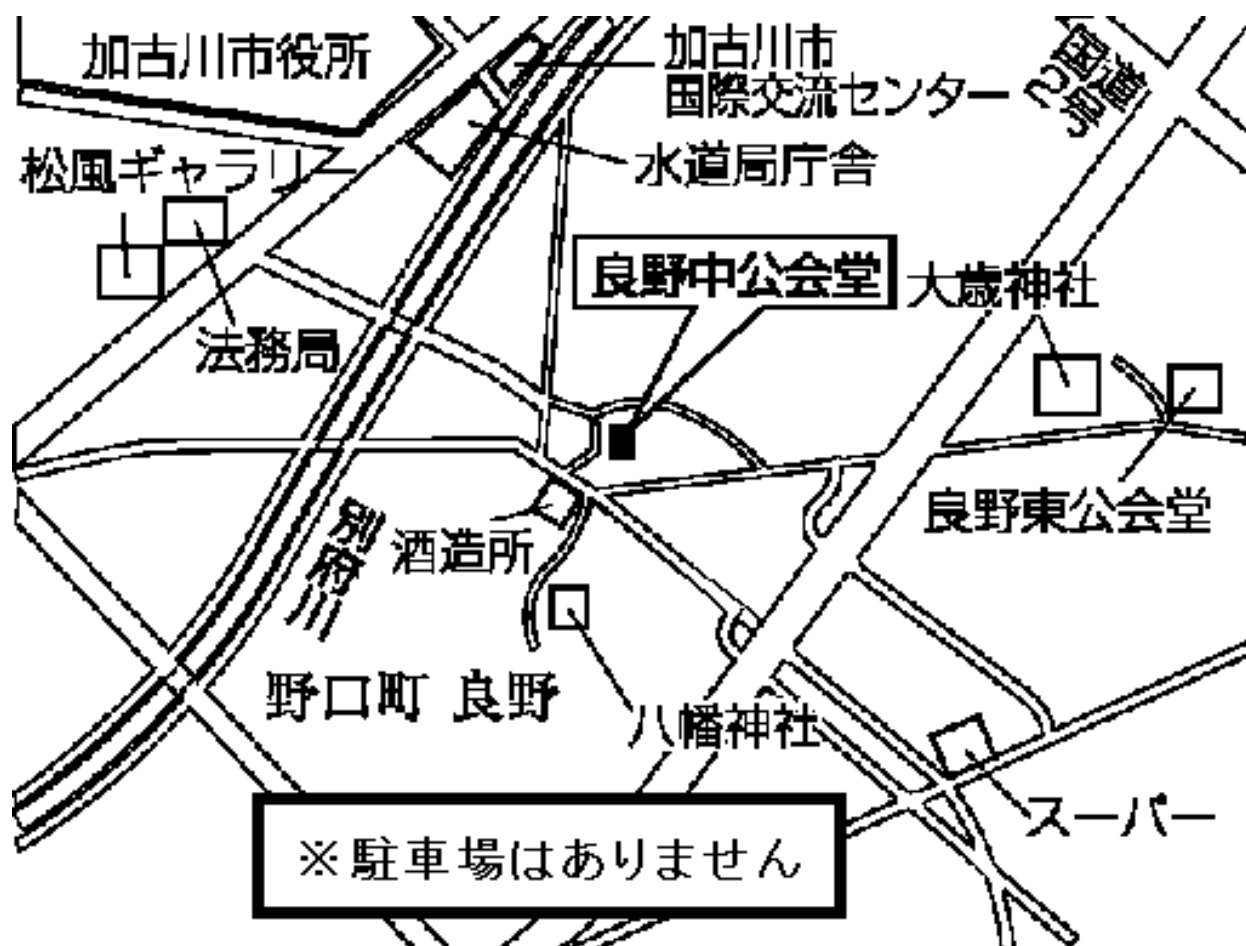 加古川市役所
加古川市
国際交流センター
国道2号
松風ギャラリー
水道局庁舎
良野中公会堂
大歳神社
法務局
良野東公会堂
別府川
酒造所
野口町 良野
八幡神社
スーパー
※駐車場はありません